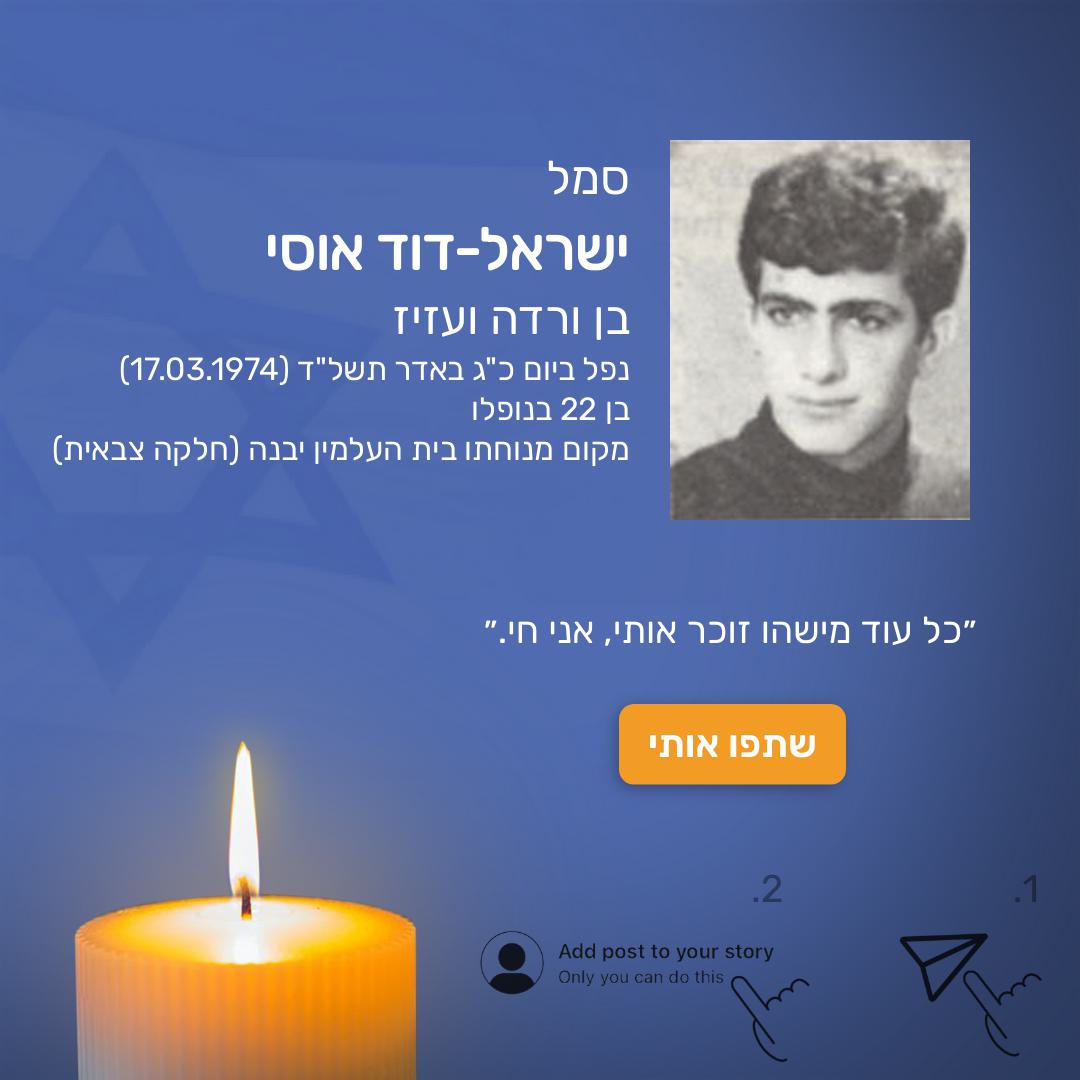 סמל
ישראל-דוד אוסי
בן ורדה ועזיז
נפל ביום כ"ג באדר תשל"ד (17.03.1974)
בן 22 בנופלו
מקום מנוחתו בית העלמין יבנה (חלקה צבאית)
״כל עוד מישהו זוכר אותי, אני חי.״
שתפו אותי
.1
.2
Add post to your story
Only you can do this